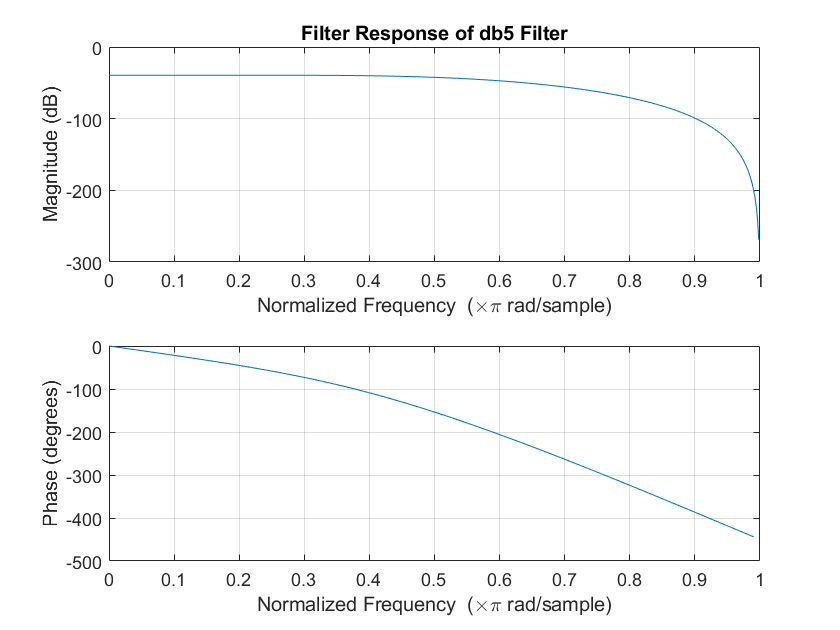 Filter Response of db5 Filter
0
-100
-200
-300
Magnitude (dB)
0 0.1 0.2 0.3 0.4 0.5 0.6 0.7 0.8 0.9 1
Normalized Frequency (×π rad/sample)
0
-100
-200
-300
-400
-500
Phase (degrees)
0 0.1 0.2 0.3 0.4 0.5 0.6 0.7 0.8 0.9 1
Normalized Frequency (×π rad/sample)